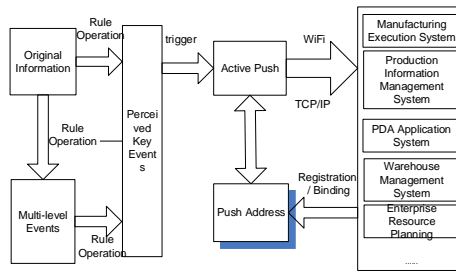 Original
Information
Rule
Operation
Rule
Operation
Multi-level
Events
Rule
Operation
Percei
ved
Key
Event
s
trigger
Active Push
WiFi
TCP/IP
Push Address
Registration
/ Binding
Manufacturing
Execution System
Production
Information
Management
System
PDA Application
System
Warehouse
Management
System
Enterprise
Resource
Planning
......